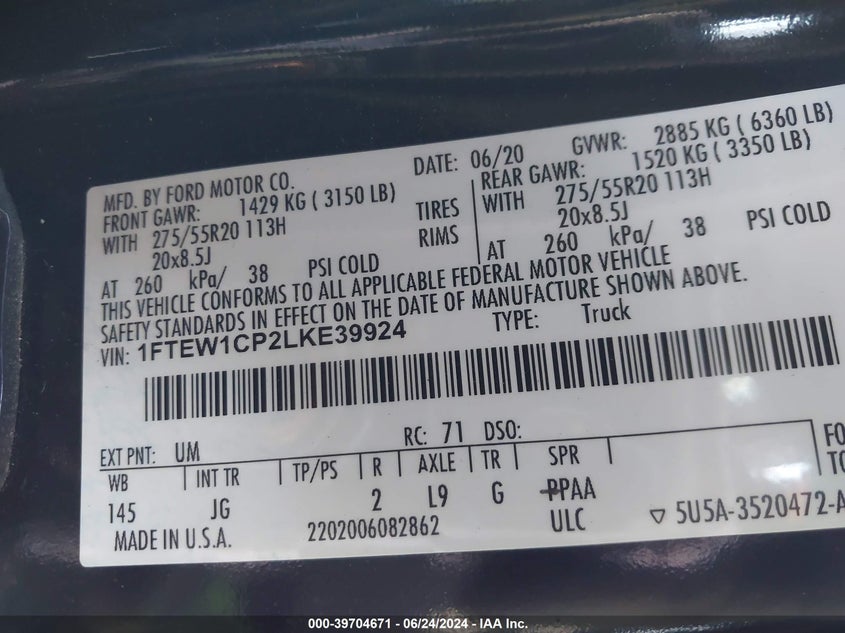 MFD. BY FORD MOTOR CO. DATE: 06/20 GVWR: 2885 KG ( 6360 LB)
FRONT GAWR: 1429 KG ( 3150 LB) REAR GAWR: 1520 KG ( 3350 LB)
WITH 275/55R20 113H TIRES WITH 275/55R20 113H
20x8.5J RIMS 20x8.5J
AT 260 kPa/ 38 PSI COLD AT 260 kPa/ 38 PSI COLD
THIS VEHICLE CONFORMS TO ALL APPLICABLE FEDERAL MOTOR VEHICLE
SAFETY STANDARDS IN EFFECT ON THE DATE OF MANUFACTURE SHOWN ABOVE.
VIN: 1FTEW1CP2LKE39924 TYPE: Truck
EXT PNT: UM RC: 71 DSO:
WB INT TR TP/PS R AXLE TR SPR
145 JG 2 L9 G PPAA
MADE IN U.S.A. 2202006082862 ULC
FO
TO
5U5A-3520472-A
000-39704671 - 06/24/2024 - IAA Inc.